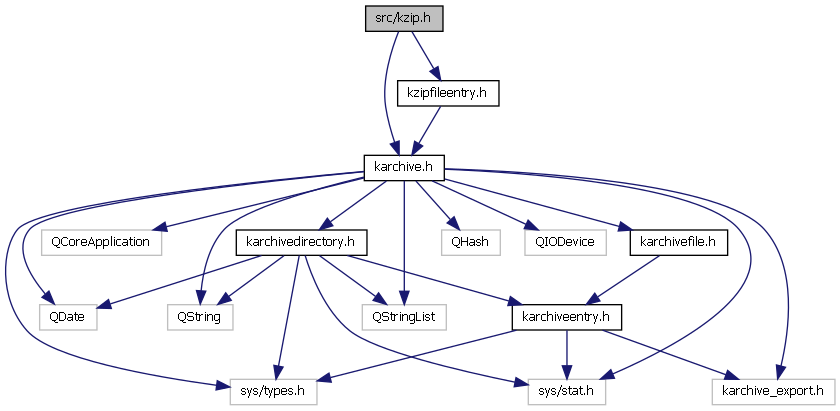 src/kzip.h
kzipfileentry.h
karchive.h
QCoreApplication
karchivedirectory.h
QHash
QIODevice
karchivefile.h
QDate
QString
QStringList
karchiveentry.h
sys/types.h
sys/stat.h
karchive_export.h